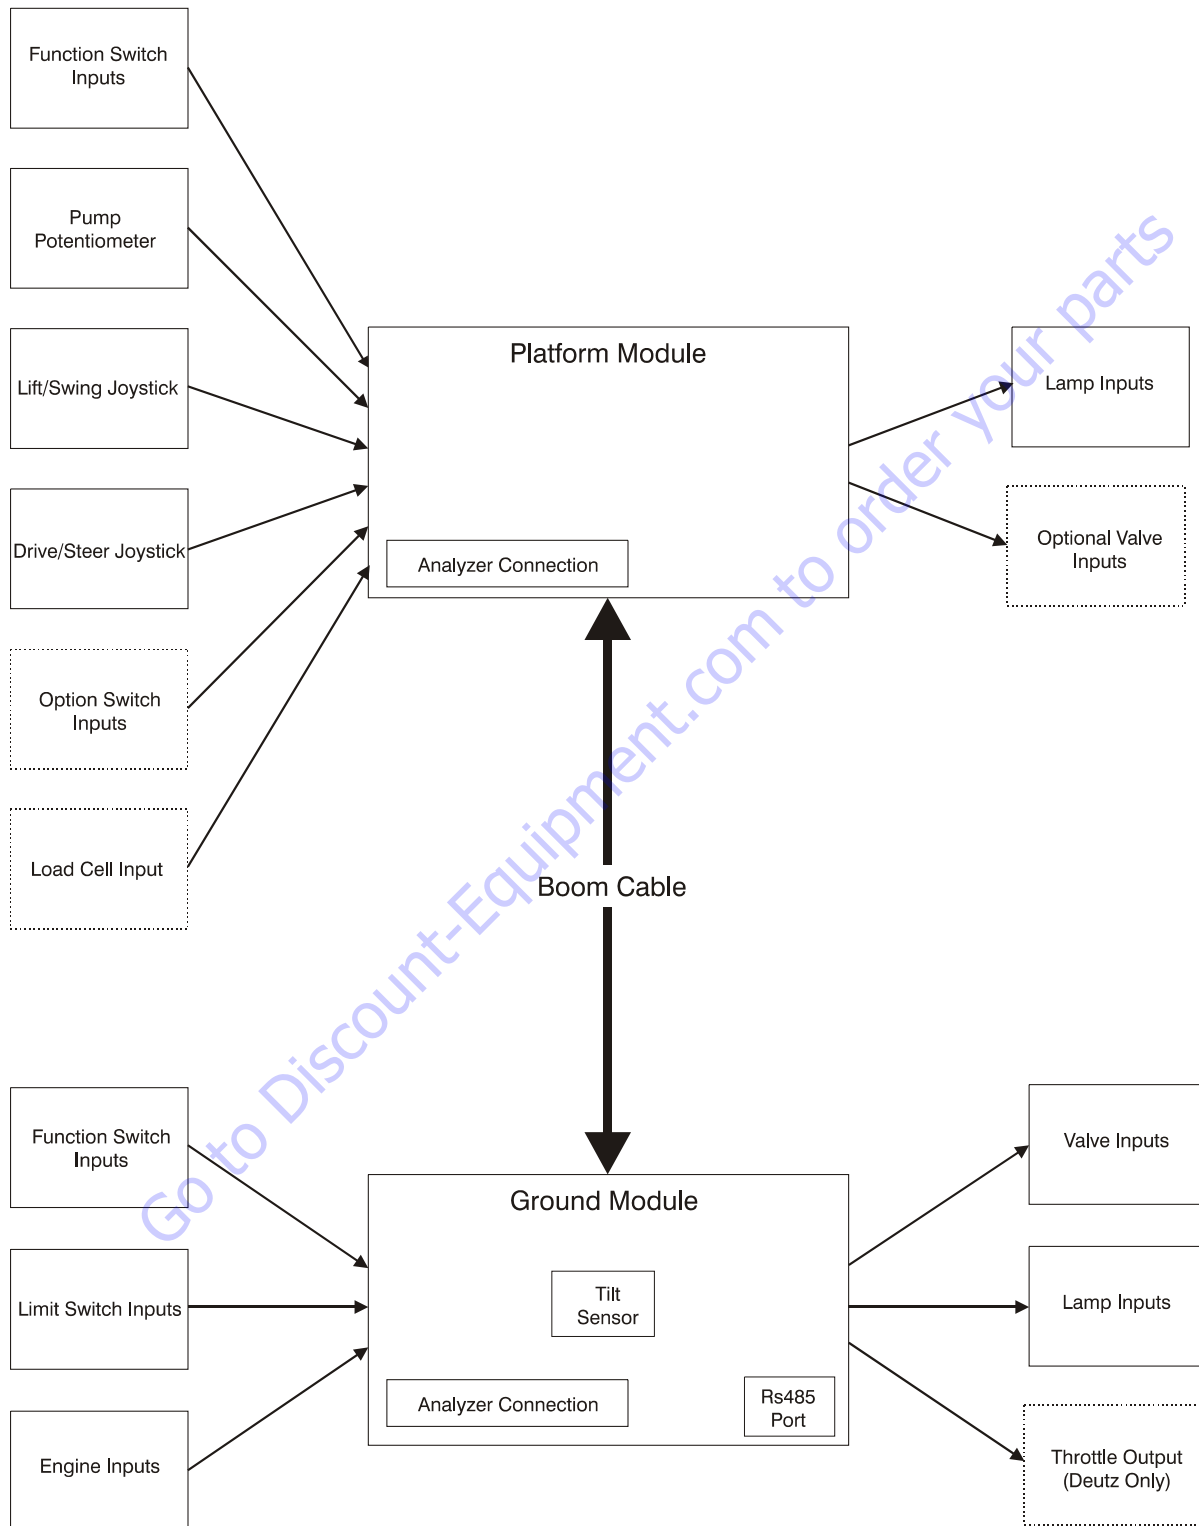 Function Switch
Inputs
Pump
Potentiometer
Lift/Swing Joystick
Drive/Steer Joystick
Option Switch
Inputs
Load Cell Input
Platform Module
Analyzer Connection
Lamp Inputs
Optional Valve
Inputs
Boom Cable
Function Switch
Inputs
Limit Switch Inputs
Engine Inputs
Ground Module
Tilt
Sensor
Analyzer Connection
Rs485
Port
Valve Inputs
Lamp Inputs
Throttle Output
(Deutz Only)
Go to Discount-Equipment.com to order your parts